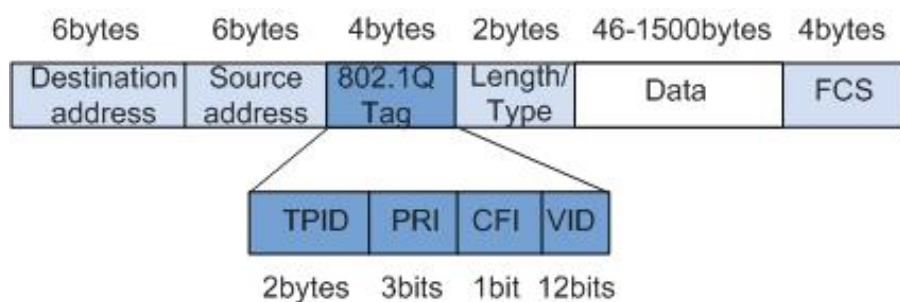 6bytes 6bytes 4bytes 2bytes 46-1500bytes 4bytes
Destination address Source address 802.1Q Tag Length/ Type Data FCS
TPID PRI CFI VID
2bytes 3bits 1bit 12bits